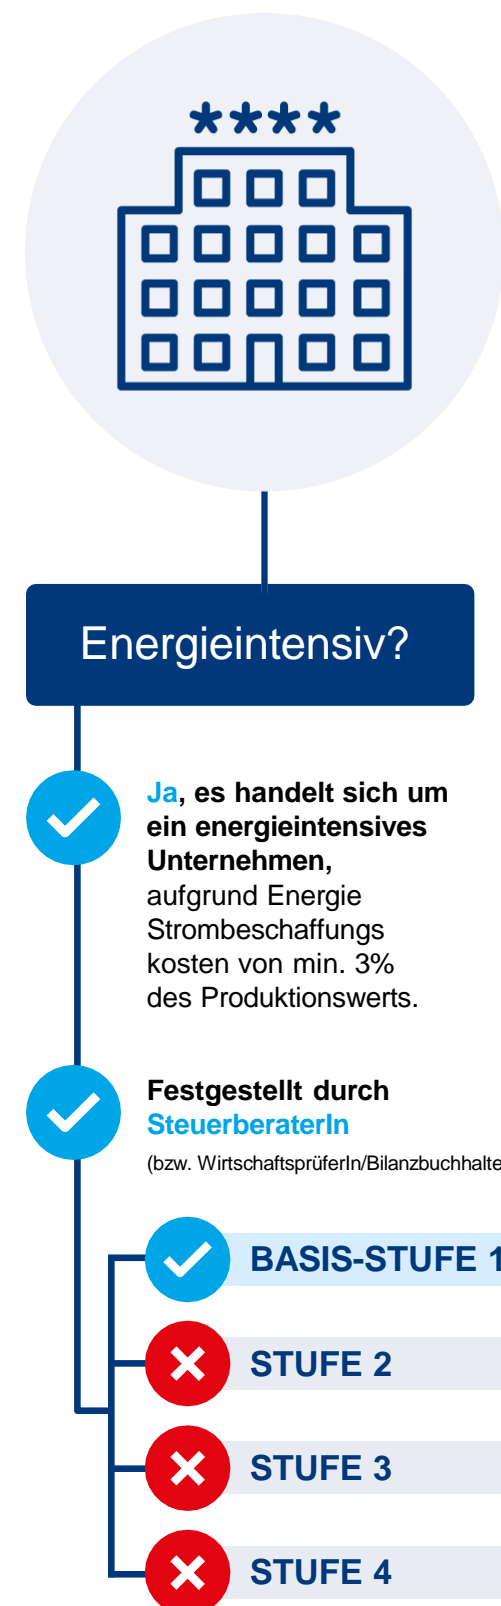 ****
Energieintensiv?
Ja, es handelt sich um
ein energieintensives
Unternehmen,
aufgrund Energie
Strombeschaffungs
kosten von min. 3%
des Produktionswerts.
Festgestellt durch
SteuerberaterIn
(bzw. WirtschaftsprüferIn/Bilanzbuchhalte
BASIS-STUFE 1
STUFE 2
STUFE 3
STUFE 4